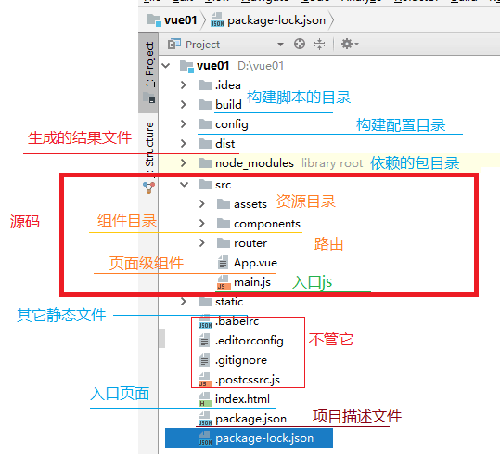 vue01 package-lock.json
1: Project
Project
vue01 D:\vue01
.idea
build 构建脚本的目录
config 构建配置目录
生成的结果文件 dist
node_modules library root 依赖的包目录
Structure
源码
src
assets 资源目录
组件目录 components
router 路由
页面级组件 App.vue
main.js 入口js
static
其它静态文件
.babelrc
.editorconfig 不管它
.gitignore
.postcssrc.js
入口页面 index.html
package.json 项目描述文件
package-lock.json